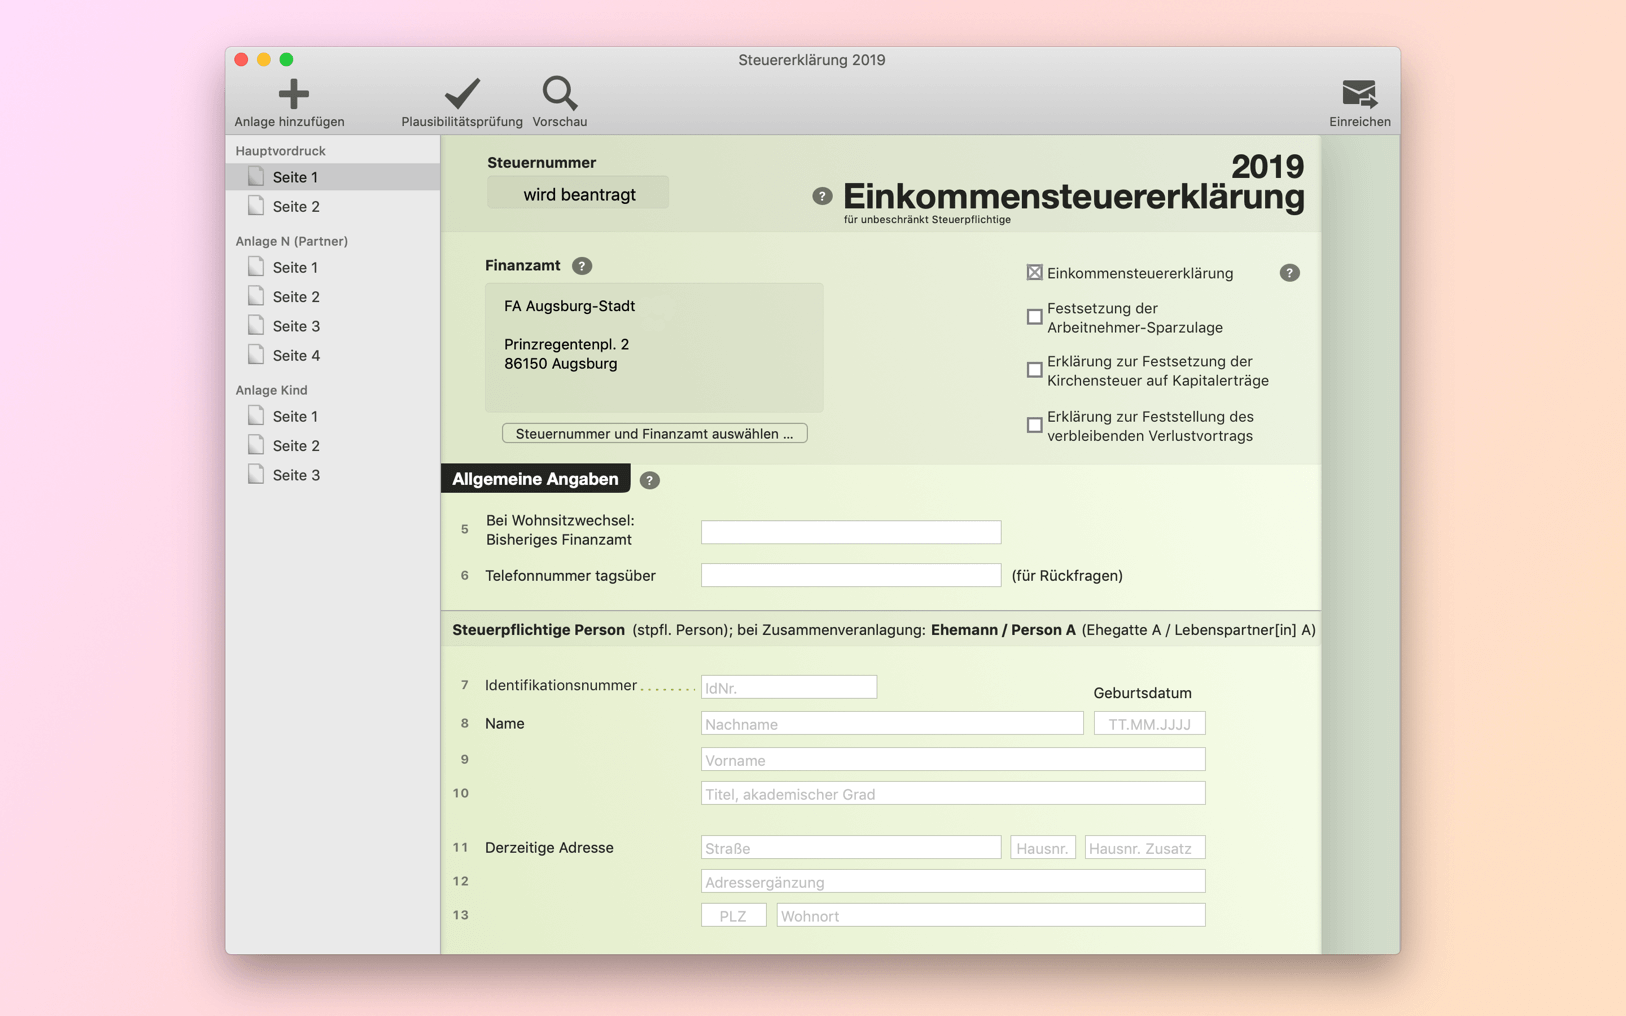 Steuererklärung 2019
Anlage hinzufügen
Plausibilitätsprüfung
Vorschau
Einreichen
Hauptvordruck
Seite 1
Seite 2
Anlage N (Partner)
Seite 1
Seite 2
Seite 3
Seite 4
Anlage Kind
Seite 1
Seite 2
Seite 3
Steuernummer
wird beantragt
2019
? Einkommensteuererklärung
für unbeschränkt Steuerpflichtige
Finanzamt ?
FA Augsburg-Stadt
Prinzregentenpl. 2
86150 Augsburg
Steuernummer und Finanzamt auswählen ...
Einkommensteuererklärung ?
Festsetzung der
Arbeitnehmer-Sparzulage
Erklärung zur Festsetzung der
Kirchensteuer auf Kapitalerträge
Erklärung zur Feststellung des
verbleibenden Verlustvortrags
Allgemeine Angaben ?
5 Bei Wohnsitzwechsel:
Bisheriges Finanzamt
6 Telefonnummer tagsüber (für Rückfragen)
Steuerpflichtige Person (stpfl. Person); bei Zusammenveranlagung: Ehemann / Person A (Ehegatte A / Lebenspartner[in] A)
7 Identifikationsnummer ........ IdNr.
Geburtsdatum
8 Name Nachname TT.MM.JJJJ
9 Vorname
10 Titel, akademischer Grad
11 Derzeitige Adresse Straße Hausnr. Hausnr. Zusatz
12 Adressergänzung
13 PLZ Wohnort